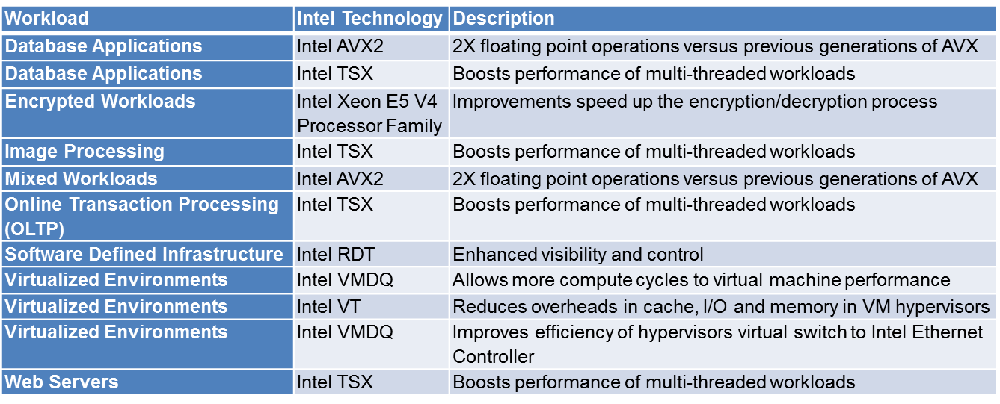 Workload Intel Technology Description
Database Applications Intel AVX2 2X floating point operations versus previous generations of AVX
Database Applications Intel TSX Boosts performance of multi-threaded workloads
Encrypted Workloads Intel Xeon E5 V4 Improvements speed up the encryption/decryption process
Processor Family
Image Processing Intel TSX Boosts performance of multi-threaded workloads
Mixed Workloads Intel AVX2 2X floating point operations versus previous generations of AVX
Online Transaction Processing Intel TSX Boosts performance of multi-threaded workloads
(OLTP)
Software Defined Infrastructure Intel RDT Enhanced visibility and control
Virtualized Environments Intel VMDQ Allows more compute cycles to virtual machine performance
Virtualized Environments Intel VT Reduces overheads in cache, I/O and memory in VM hypervisors
Virtualized Environments Intel VMDQ Improves efficiency of hypervisors virtual switch to Intel Ethernet
Controller
Web Servers Intel TSX Boosts performance of multi-threaded workloads